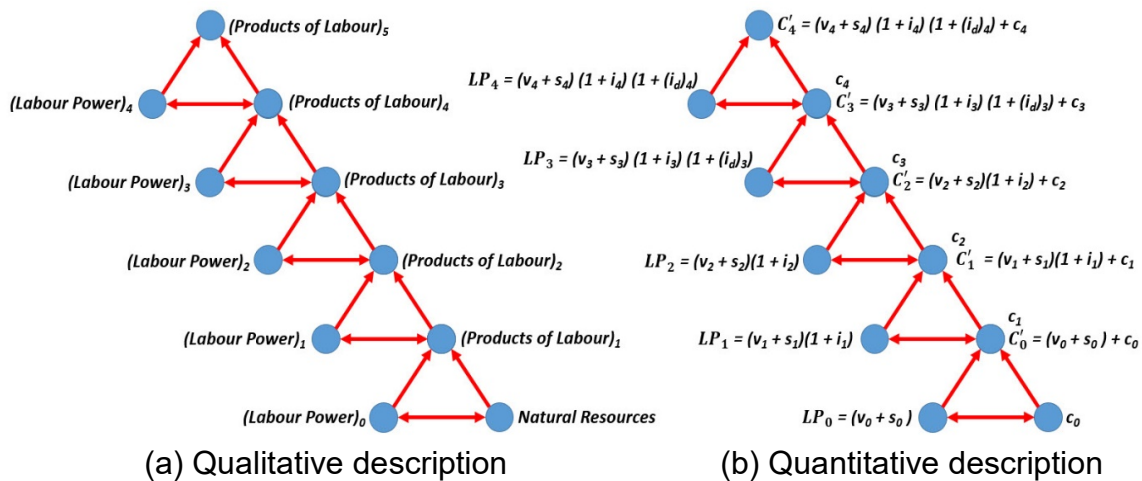 (Products of Labour)₅
(Labour Power)₄
(Products of Labour)₄
(Labour Power)₃
(Products of Labour)₃
(Labour Power)₂
(Products of Labour)₂
(Labour Power)₁
(Products of Labour)₁
(Labour Power)₀
Natural Resources
(a) Qualitative description
C′₄ = (v₄ + s₄) (1 + i₄) (1 + (i_d)₄) + c₄
LP₄ = (v₄ + s₄) (1 + i₄) (1 + (i_d)₄)
c₄
C′₃ = (v₃ + s₃) (1 + i₃) (1 + (i_d)₃) + c₃
LP₃ = (v₃ + s₃) (1 + i₃) (1 + (i_d)₃)
c₃
C′₂ = (v₂ + s₂)(1 + i₂) + c₂
LP₂ = (v₂ + s₂)(1 + i₂)
c₂
C′₁ = (v₁ + s₁)(1 + i₁) + c₁
LP₁ = (v₁ + s₁)(1 + i₁)
c₁
C′₀ = (v₀ + s₀ ) + c₀
LP₀ = (v₀ + s₀ )
c₀
(b) Quantitative description